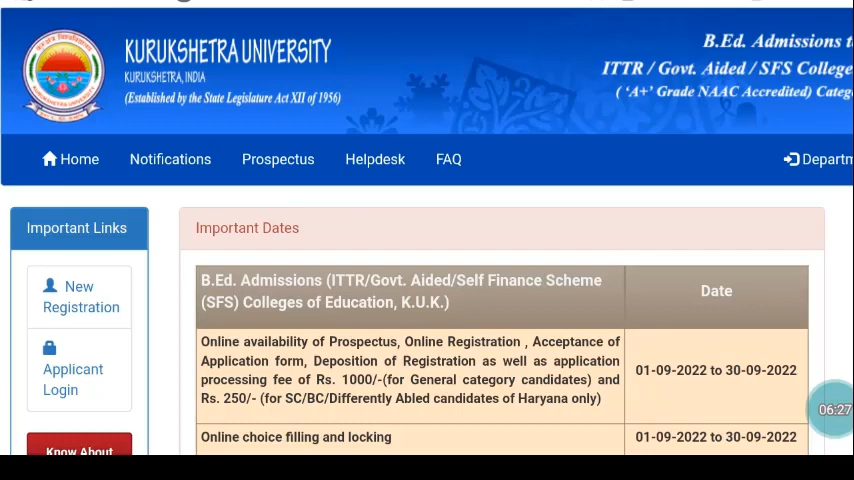 KURUKSHETRA UNIVERSITY
KURUKSHETRA, INDIA
(Established by the State Legislature Act XII of 1956)
B.Ed. Admissions t
ITTR / Govt. Aided / SFS College
( 'A+' Grade NAAC Accredited) Categ
Home
Notifications
Prospectus
Helpdesk
FAQ
Departm
Important Links
New
Registration
Applicant
Login
Know About
Important Dates
B.Ed. Admissions (ITTR/Govt. Aided/Self Finance Scheme
(SFS) Colleges of Education, K.U.K.)
Date
Online availability of Prospectus, Online Registration , Acceptance of
Application form, Deposition of Registration as well as application
processing fee of Rs. 1000/-(for General category candidates) and
Rs. 250/- (for SC/BC/Differently Abled candidates of Haryana only)
01-09-2022 to 30-09-2022
Online choice filling and locking
01-09-2022 to 30-09-2022
06:27